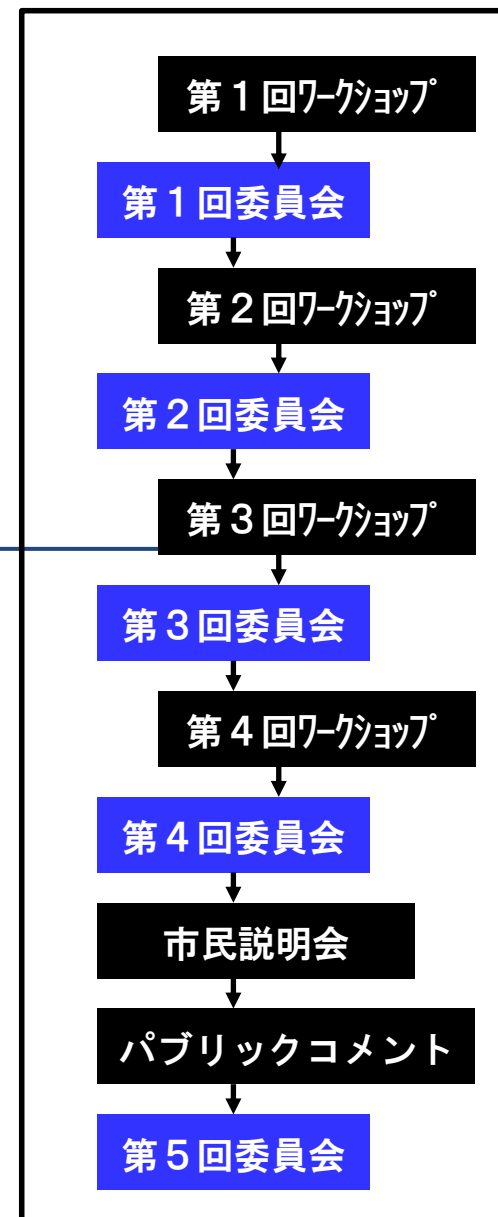 第１回ﾜｰｸｼｮｯﾌﾟ
第１回委員会
第２回ﾜｰｸｼｮｯﾌﾟ
第２回委員会
第３回ﾜｰｸｼｮｯﾌﾟ
第３回委員会
第４回ﾜｰｸｼｮｯﾌﾟ
第４回委員会
市民説明会
パブリックコメント
第５回委員会